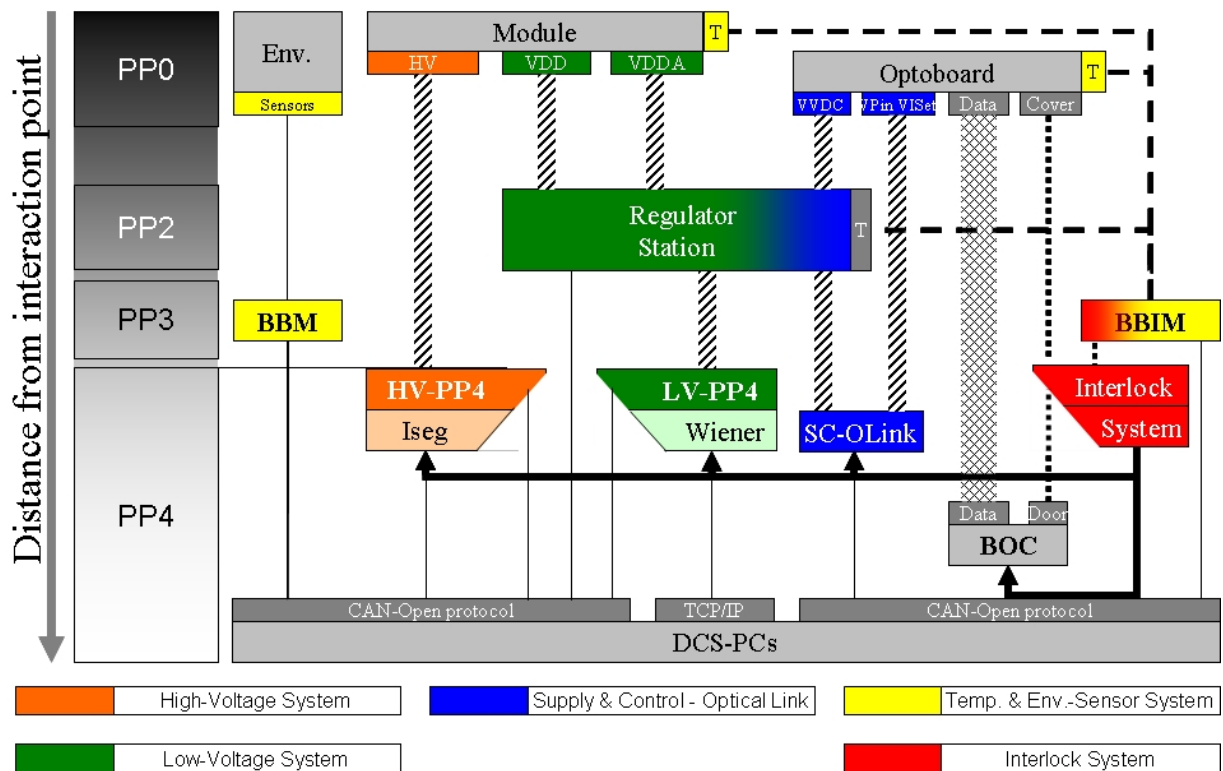 Distance from interaction point
PP0
PP2
PP3
PP4
Env.
Sensors
Module
T
HV
VDD
VDDA
Optoboard
T
VVDC
VPin VISet
Data
Cover
Regulator
Station
T
BBM
BBIM
HV-PP4
Iseg
LV-PP4
Wiener
SC-OLink
Interlock
System
Data
Door
BOC
CAN-Open protocol
TCP/IP
CAN-Open protocol
DCS-PCs
High-Voltage System
Supply & Control - Optical Link
Temp. & Env.-Sensor System
Low-Voltage System
Interlock System